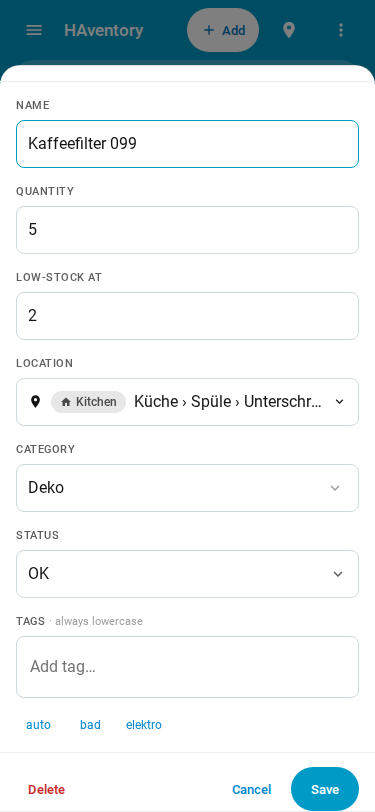 HAventory
Add
NAME
Kaffeefilter 099
QUANTITY
5
LOW-STOCK AT
2
LOCATION
Kitchen Küche › Spüle › Unterschr…
CATEGORY
Deko
STATUS
OK
TAGS · always lowercase
Add tag…
auto bad elektro
Delete Cancel Save